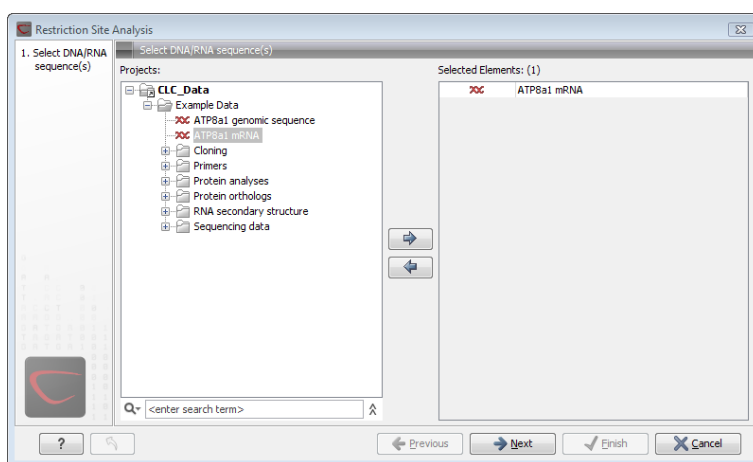 Restriction Site Analysis
1. Select DNA/RNA
sequence(s)
Select DNA/RNA sequence(s)
Projects:
CLC_Data
Example Data
ATP8a1 genomic sequence
ATP8a1 mRNA
Cloning
Primers
Protein analyses
Protein orthologs
RNA secondary structure
Sequencing data
<enter search term>
Selected Elements: (1)
ATP8a1 mRNA
?
Previous
Next
Finish
Cancel